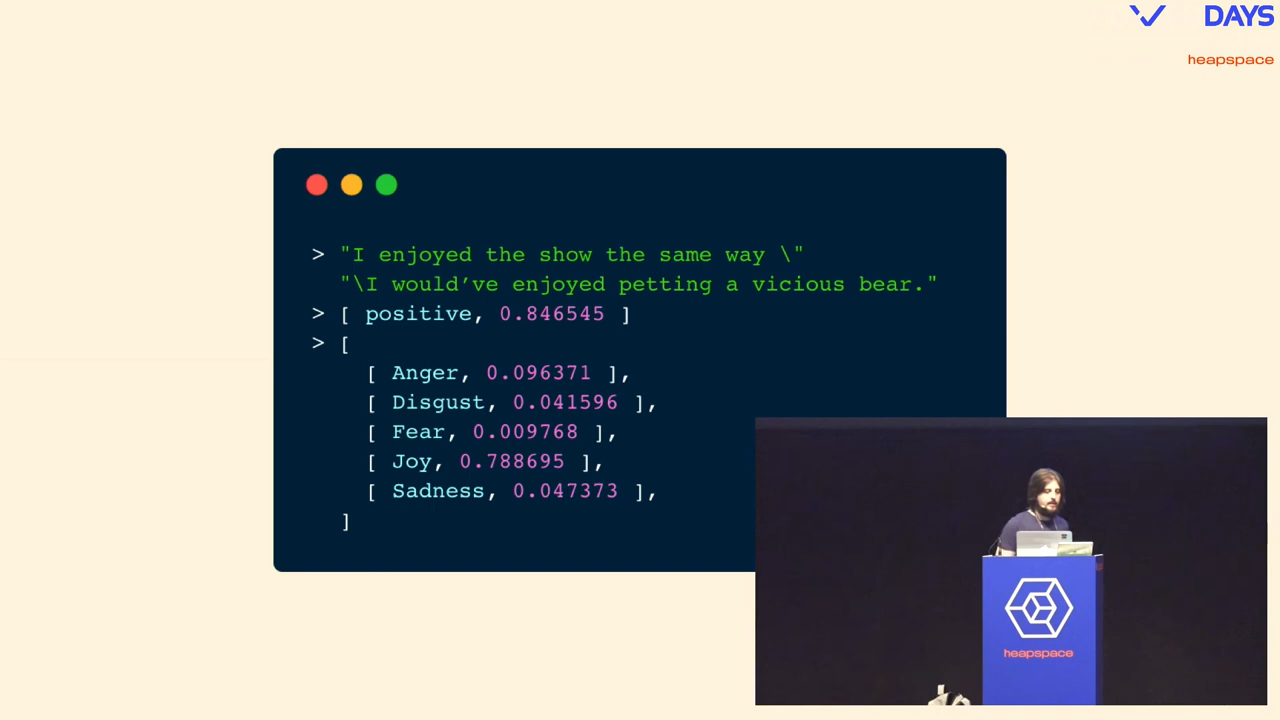 DAYS
heapspace
> "I enjoyed the show the same way \"
"\I would’ve enjoyed petting a vicious bear."
> [ positive, 0.846545 ]
> [
[ Anger, 0.096371 ],
[ Disgust, 0.041596 ],
[ Fear, 0.009768 ],
[ Joy, 0.788695 ],
[ Sadness, 0.047373 ],
]
heapspace